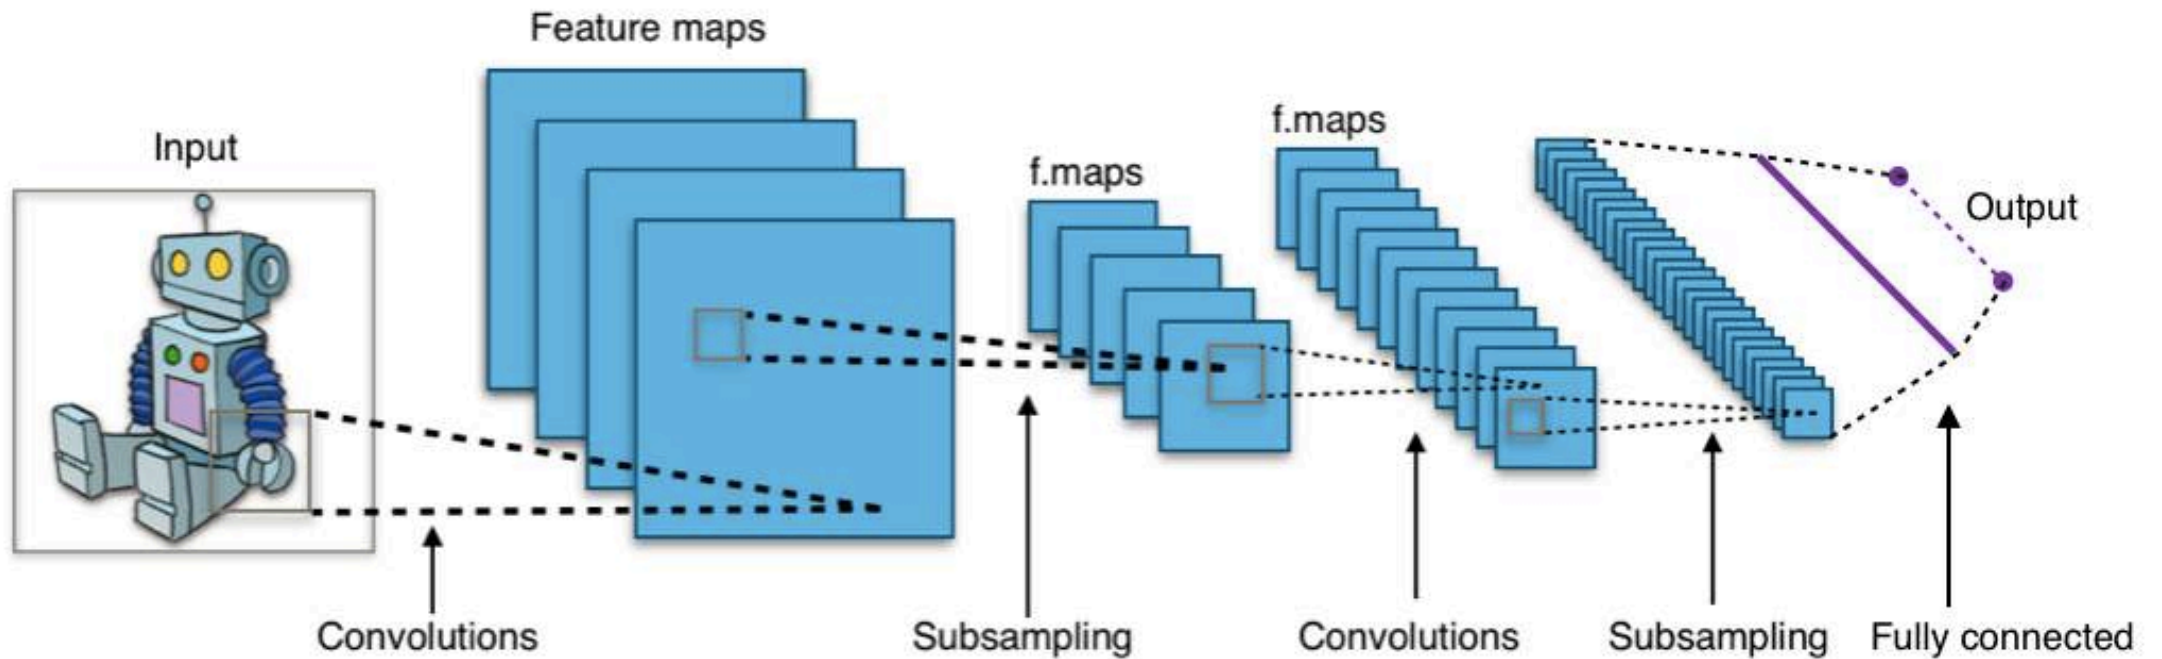 Feature maps
Input
f.maps
f.maps
Output
Convolutions
Subsampling
Convolutions
Subsampling
Fully connected